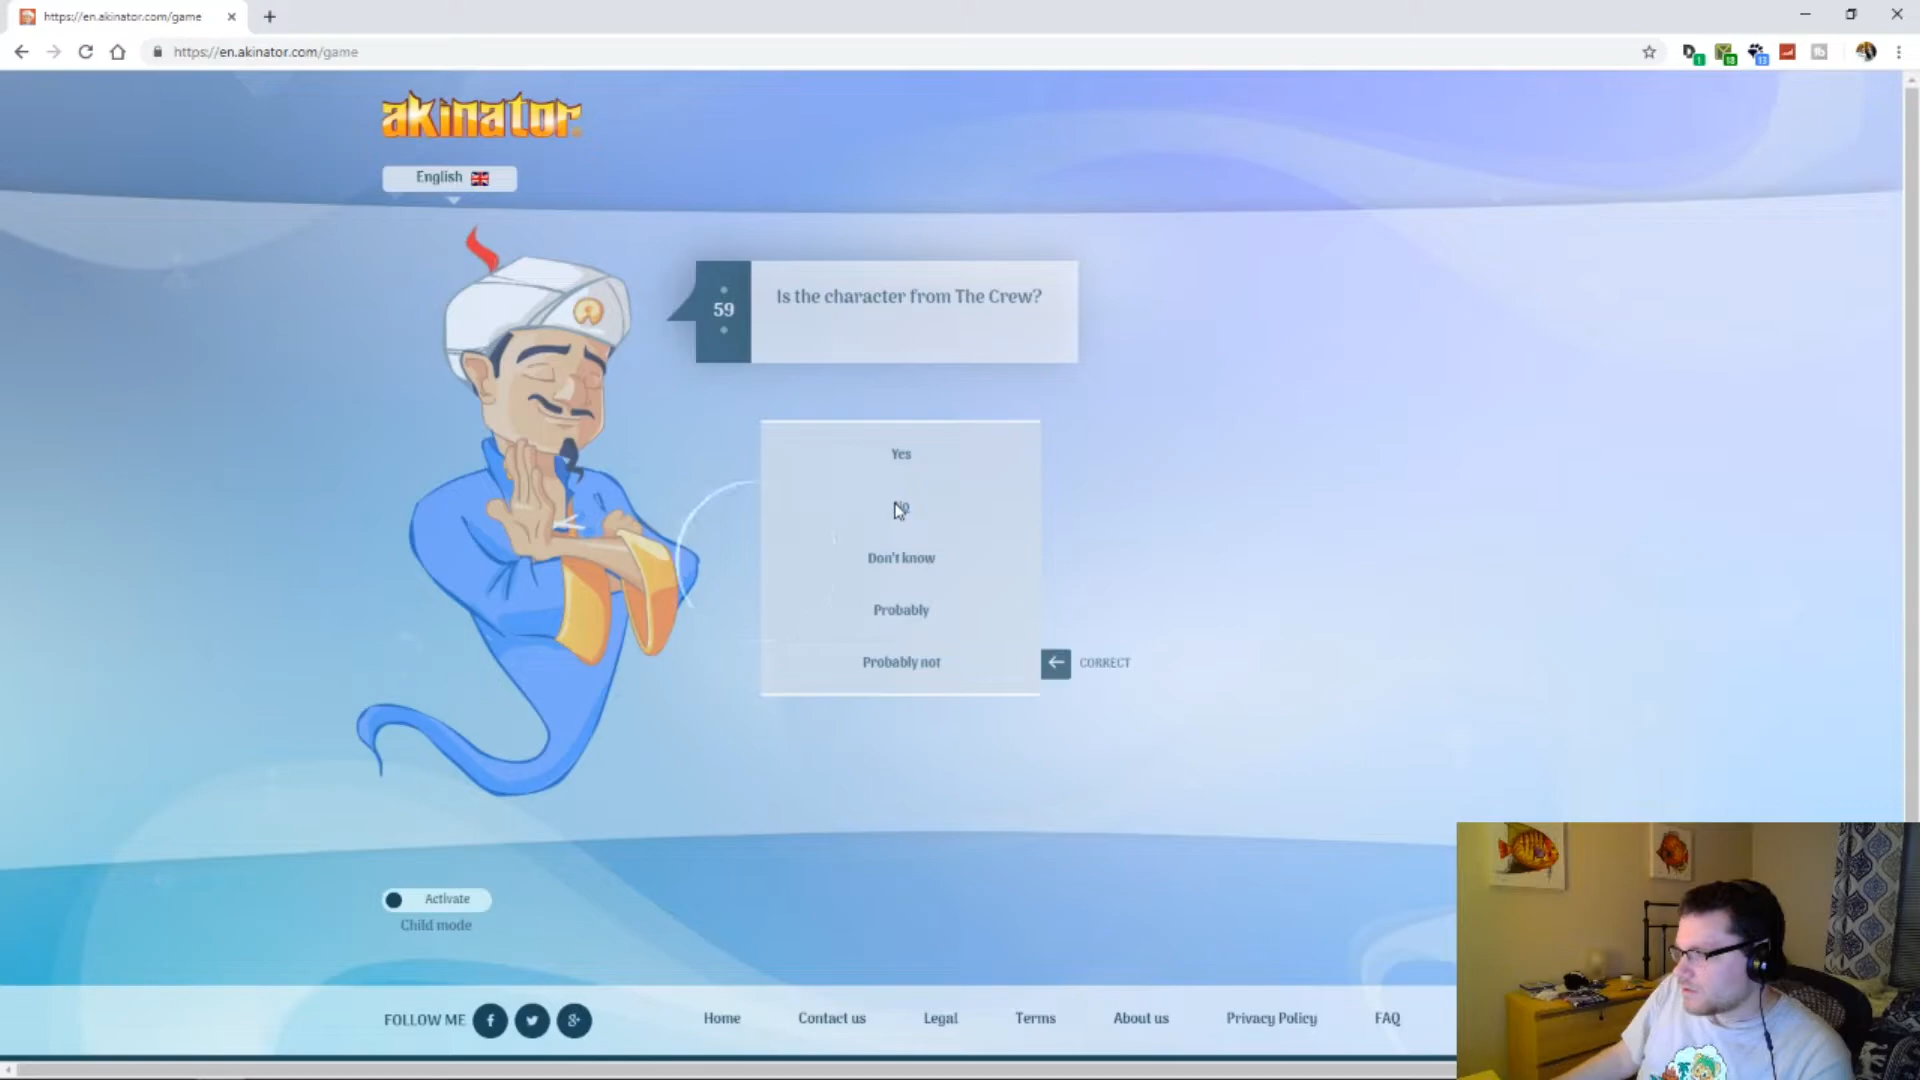 https://en.akinator.com/game
https://en.akinator.com/game
akinator
English
59
Is the character from The Crew?
Yes
Don't know
Probably
Probably not
CORRECT
Activate
Child mode
FOLLOW ME
Home
Contact us
Legal
Terms
About us
Privacy Policy
FAQ